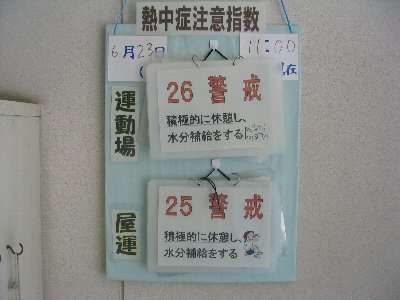 熱中症注意指数
6月23日
11:00
現在
運動場
26 警戒
積極的に休憩し、
水分補給をする
屋運
25 警戒
積極的に休憩し、
水分補給をする